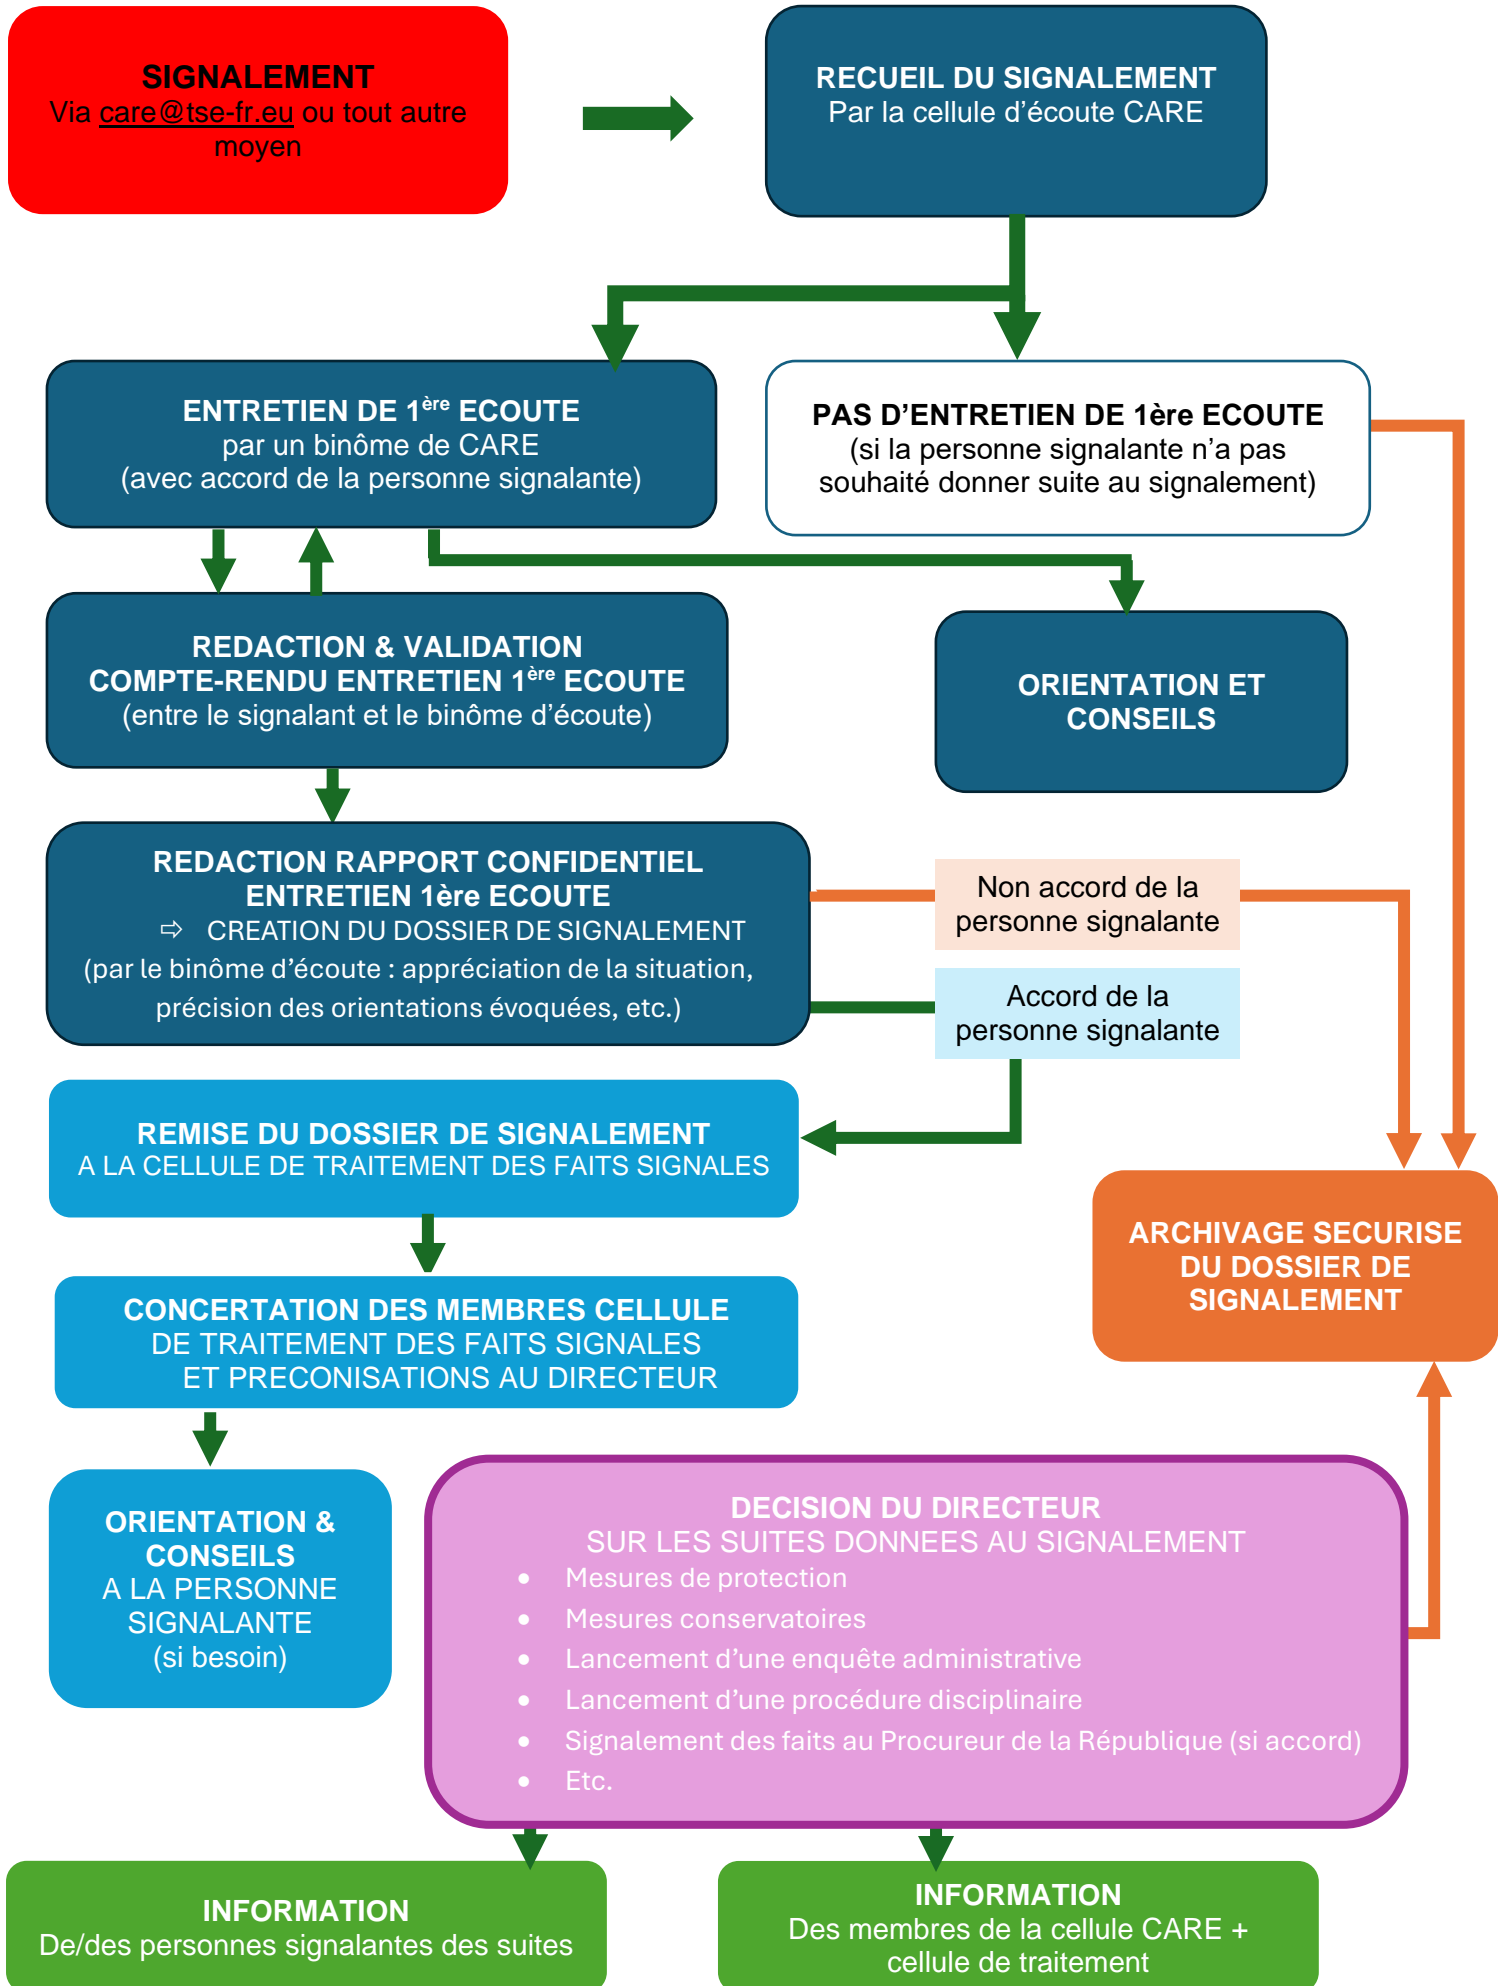 SIGNALEMENT
Via care@tse-fr.eu ou tout autre
moyen
RECUEIL DU SIGNALEMENT
Par la cellule d’écoute CARE
ENTRETIEN DE 1ère ECOUTE
par un binôme de CARE
(avec accord de la personne signalante)
PAS D’ENTRETIEN DE 1ère ECOUTE
(si la personne signalante n’a pas
souhaité donner suite au signalement)
REDACTION & VALIDATION
COMPTE-RENDU ENTRETIEN 1ère ECOUTE
(entre le signalant et le binôme d’écoute)
ORIENTATION ET
CONSEILS
REDACTION RAPPORT CONFIDENTIEL
ENTRETIEN 1ère ECOUTE
⇨ CREATION DU DOSSIER DE SIGNALEMENT
(par le binôme d’écoute : appréciation de la situation,
précision des orientations évoquées, etc.)
Non accord de la
personne signalante
Accord de la
personne signalante
REMISE DU DOSSIER DE SIGNALEMENT
A LA CELLULE DE TRAITEMENT DES FAITS SIGNALES
ARCHIVAGE SECURISE
DU DOSSIER DE
SIGNALEMENT
CONCERTATION DES MEMBRES CELLULE
DE TRAITEMENT DES FAITS SIGNALES
ET PRECONISATIONS AU DIRECTEUR
ORIENTATION &
CONSEILS
A LA PERSONNE
SIGNALANTE
(si besoin)
DECISION DU DIRECTEUR
SUR LES SUITES DONNEES AU SIGNALEMENT
• Mesures de protection
• Mesures conservatoires
• Lancement d’une enquête administrative
• Lancement d’une procédure disciplinaire
• Signalement des faits au Procureur de la République (si accord)
• Etc.
INFORMATION
De/des personnes signalantes des suites
INFORMATION
Des membres de la cellule CARE +
cellule de traitement